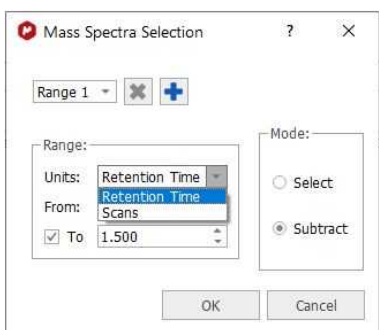 Mass Spectra Selection ? ×
Range 1
Range:
Units: Retention Time
Retention Time
From: Scans
To 1.500
Mode:
Select
Subtract
OK Cancel